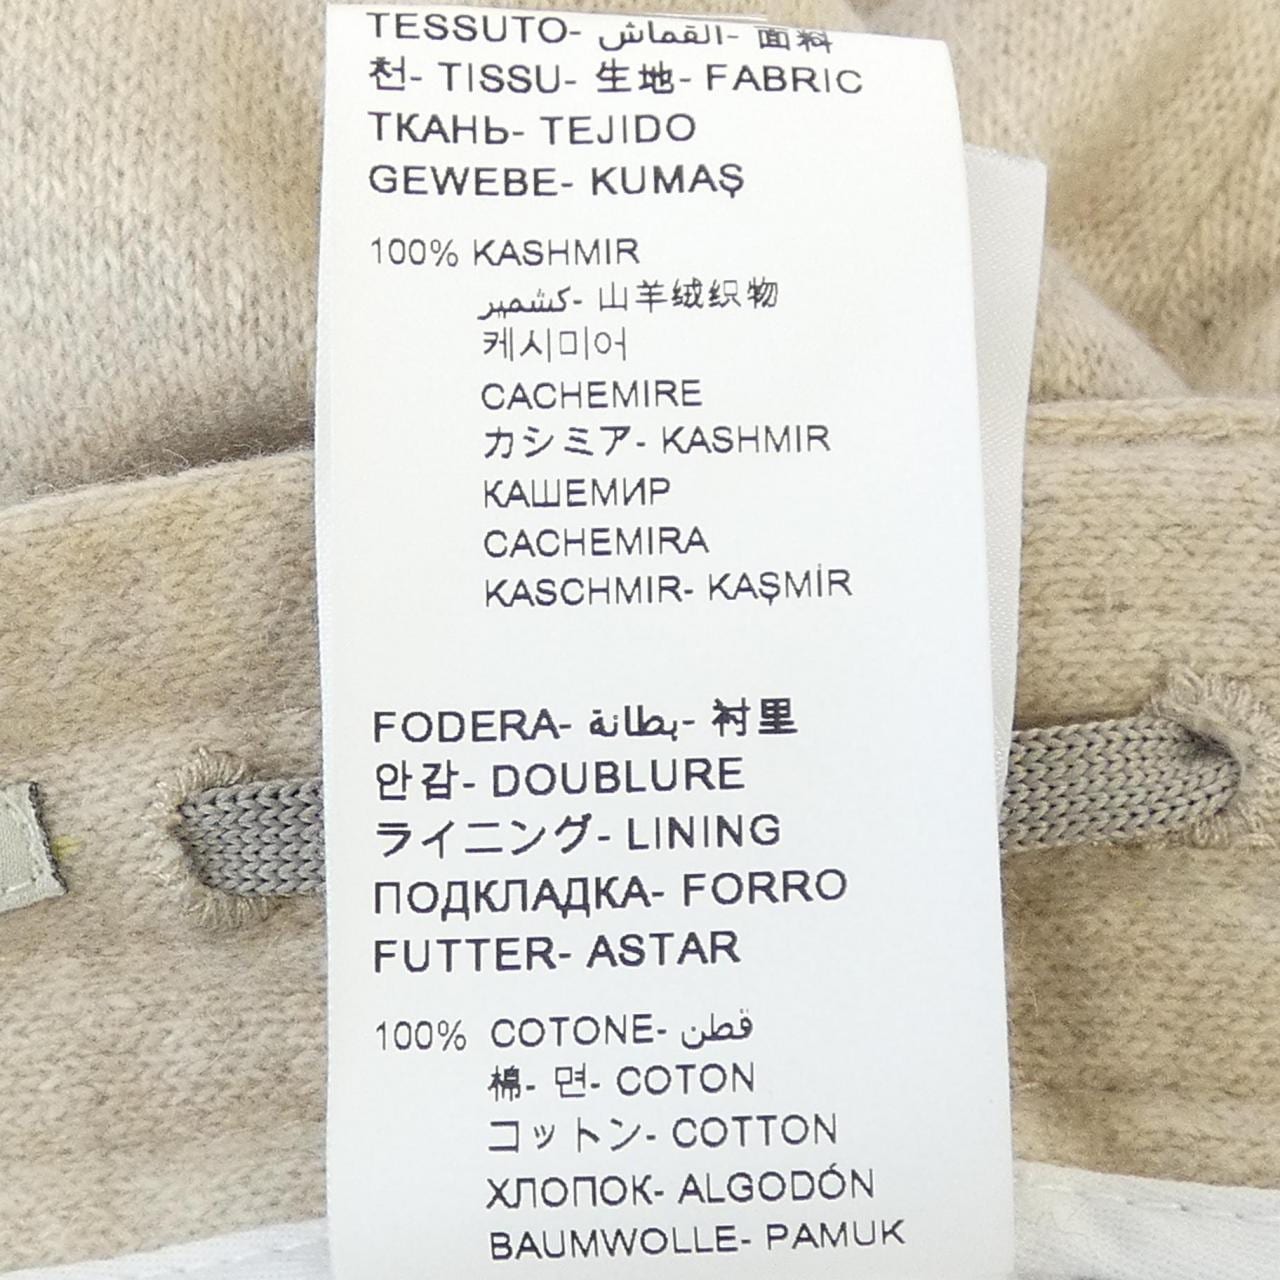 TESSUTO- القماش- 面料
천- TISSU- 生地- FABRIC
ТКАНЬ- TEJIDO
GEWEBE- KUMAŞ
100% KASHMIR
كشمير- 山羊绒织物
케시미어
CACHEMIRE
カシミア- KASHMIR
КАШЕМИР
CACHEMIRA
KASCHMIR- KAŞMİR
FODERA- بطانة- 衬里
안감- DOUBLURE
ライニング- LINING
ПОДКЛАДКА- FORRO
FUTTER- ASTAR
100% COTONE- قطن
棉- 면- COTON
コットン- COTTON
ХЛОПОК- ALGODÓN
BAUMWOLLE- PAMUK